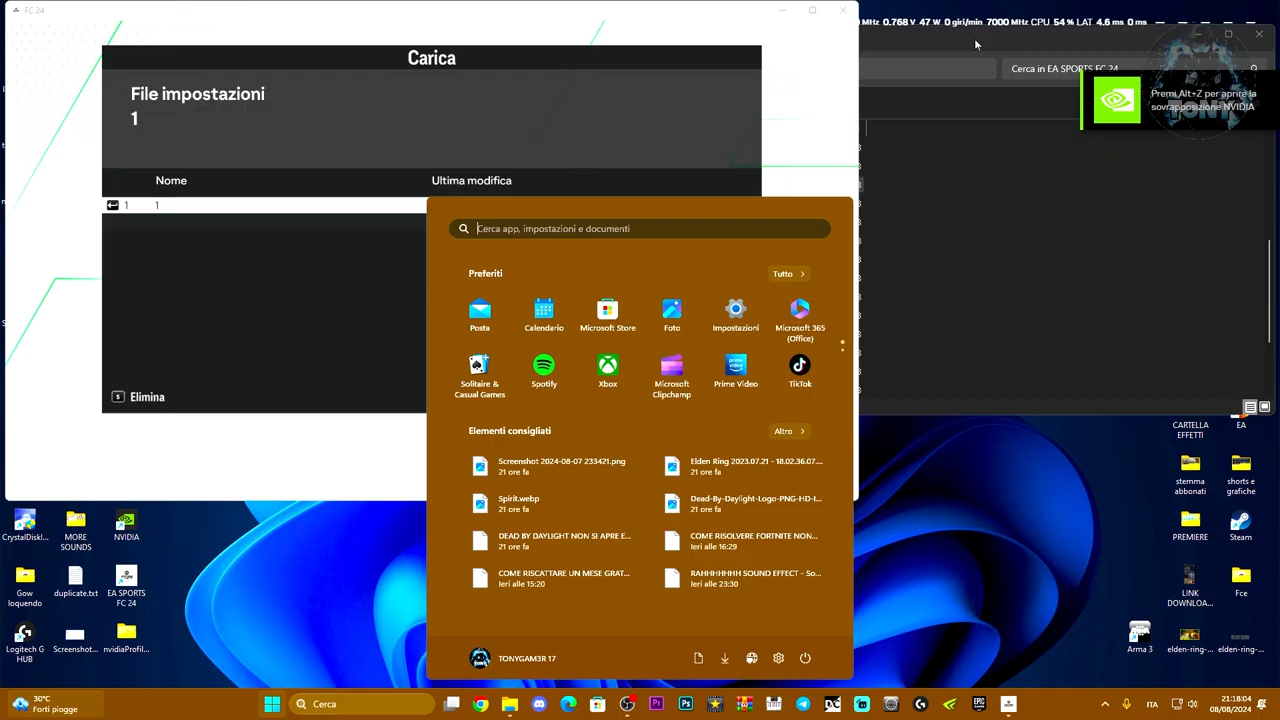 FC 24
MHz 0.768 V 47 W 0 giri/min 7000 MHz CPU 54 % LAT 4.6 ms 0 ms
Carica
File impostazioni
1
Nome
Ultima modifica
1
1
S Elimina
Cerca in EA SPORTS FC 24
Premi Alt+Z per aprire la
sovrapposizione NVIDIA
Cerca app, impostazioni e documenti
Preferiti
Tutto >
Posta
Calendario
Microsoft Store
Foto
Impostazioni
Microsoft 365
(Office)
Solitaire &
Casual Games
Spotify
Xbox
Microsoft
Clipchamp
Prime Video
TikTok
Elementi consigliati
Altro >
Screenshot 2024-08-07 233421.png
21 ore fa
Elden Ring 2023.07.21 - 18.02.36.07....
21 ore fa
Spirit.webp
21 ore fa
Dead-By-Daylight-Logo-PNG-HD-I...
21 ore fa
DEAD BY DAYLIGHT NON SI APRE E...
21 ore fa
COME RISOLVERE FORTNITE NON...
Ieri alle 16:29
COME RISCATTARE UN MESE GRAT...
Ieri alle 15:20
RAHHHHHH SOUND EFFECT - So...
Ieri alle 23:30
TONYGAM3R 17
CrystalDiskI...
MORE
SOUNDS
NVIDIA
Gow
loquendo
duplicate.txt
EA SPORTS
FC 24
Logitech G
HUB
Screenshot...
nvidiaProfil...
CARTELLA
EFFETTI
EA
stemma
abbonati
shorts e
grafiche
PREMIERE
Steam
LINK
DOWNLOA...
Fce
Arma 3
elden-ring-...
elden-ring-...
30°C
Forti piogge
Cerca
ITA
21:18:04
08/08/2024